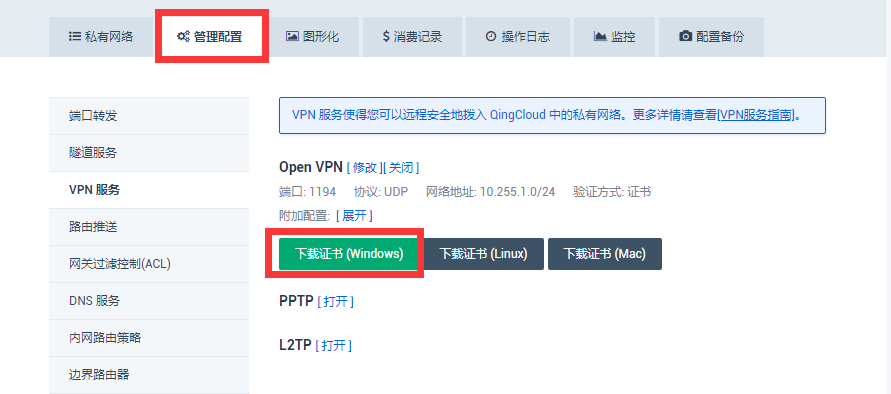 私有网络 管理配置 图形化 $ 消费记录 操作日志 监控 配置备份
端口转发
隧道服务
VPN 服务
路由推送
网关过滤控制(ACL)
DNS 服务
内网路由策略
边界路由器
VPN 服务使得您可以远程安全地拨入 QingCloud 中的私有网络。更多详情请查看[VPN服务指南]。
Open VPN [ 修改 ][ 关闭 ]
端口: 1194 协议: UDP 网络地址: 10.255.1.0/24 验证方式: 证书
附加配置: [ 展开 ]
下载证书 (Windows) 下载证书 (Linux) 下载证书 (Mac)
PPTP [ 打开 ]
L2TP [ 打开 ]